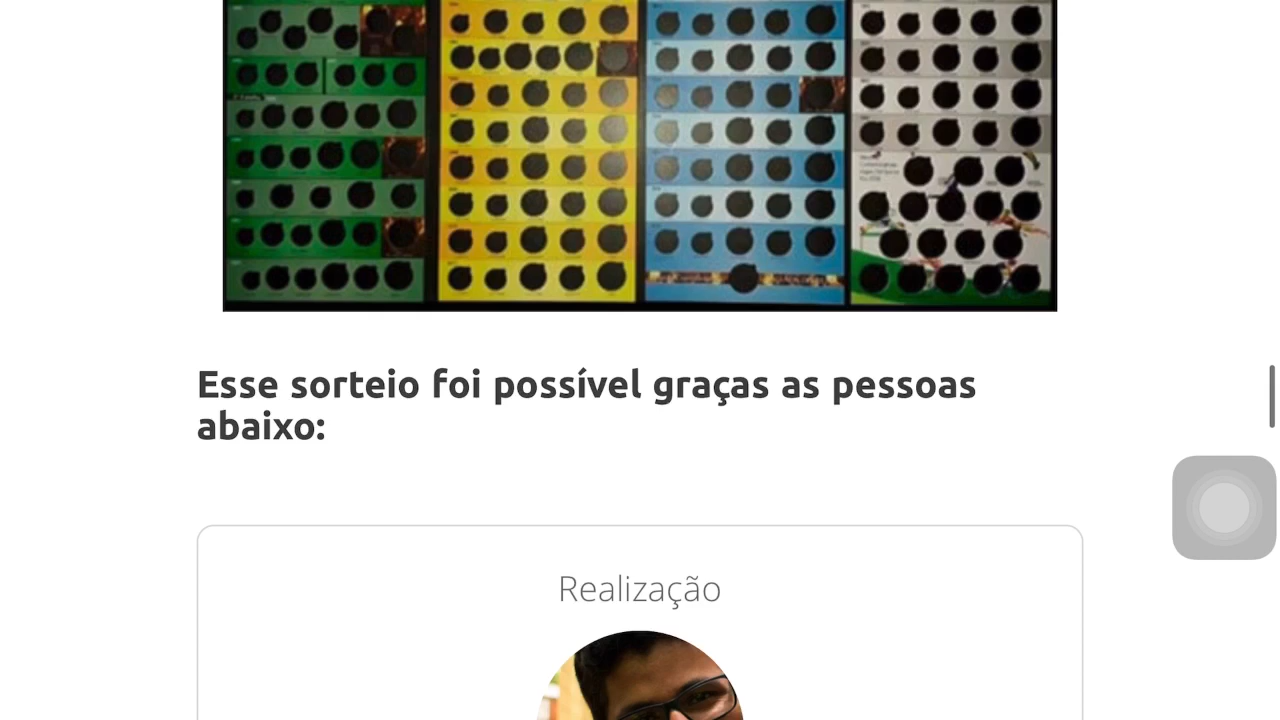 Esse sorteio foi possível graças as pessoas
abaixo:
Realização